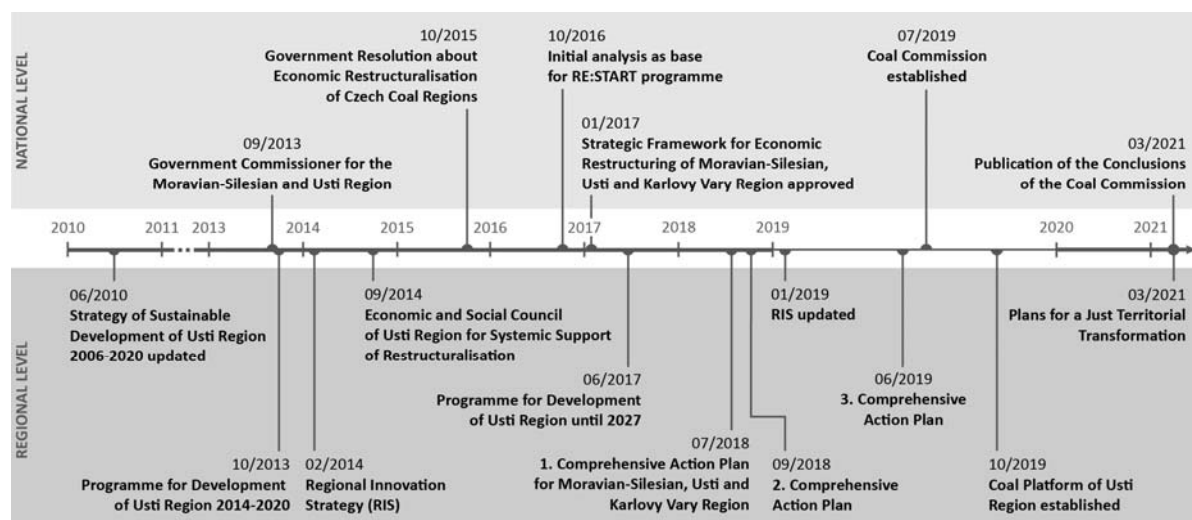 NATIONAL LEVEL
10/2015
Government Resolution about
Economic Restructuralisation
of Czech Coal Regions
10/2016
Initial analysis as base
for RE:START programme
07/2019
Coal Commission
established
09/2013
Government Commissioner for the
Moravian-Silesian and Usti Region
01/2017
Strategic Framework for Economic
Restructuring of Moravian-Silesian,
Usti and Karlovy Vary Region approved
03/2021
Publication of the Conclusions
of the Coal Commission
2010 2011 2013 2014 2015 2016 2017 2018 2019 2020 2021
REGIONAL LEVEL
06/2010
Strategy of Sustainable
Development of Usti Region
2006-2020 updated
09/2014
Economic and Social Council
of Usti Region for Systemic Support
of Restructuralisation
01/2019
RIS updated
03/2021
Plans for a Just Territorial
Transformation
06/2017
Programme for Development
of Usti Region until 2027
06/2019
3. Comprehensive
Action Plan
10/2013
Programme for Development
of Usti Region 2014-2020
02/2014
Regional Innovation
Strategy (RIS)
07/2018
1. Comprehensive Action Plan
for Moravian-Silesian, Usti and
Karlovy Vary Region
09/2018
2. Comprehensive
Action Plan
10/2019
Coal Platform of Usti
Region established